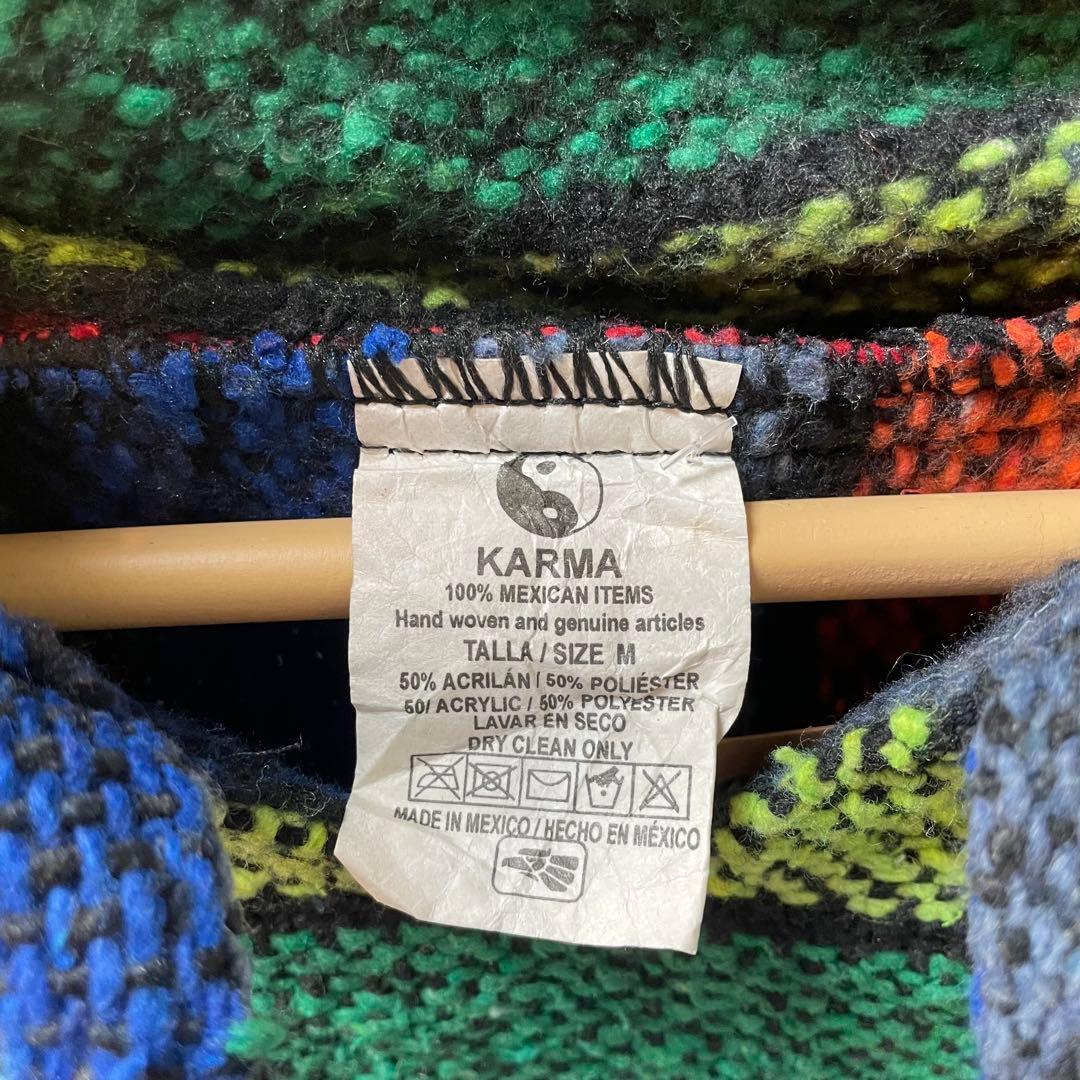 KARMA
100% MEXICAN ITEMS
Hand woven and genuine articles
TALLA / SIZE M
50% ACRILÁN / 50% POLIÉSTER
50/ ACRYLIC / 50% POLYESTER
LAVAR EN SECO
DRY CLEAN ONLY
MADE IN MEXICO / HECHO EN MÉXICO